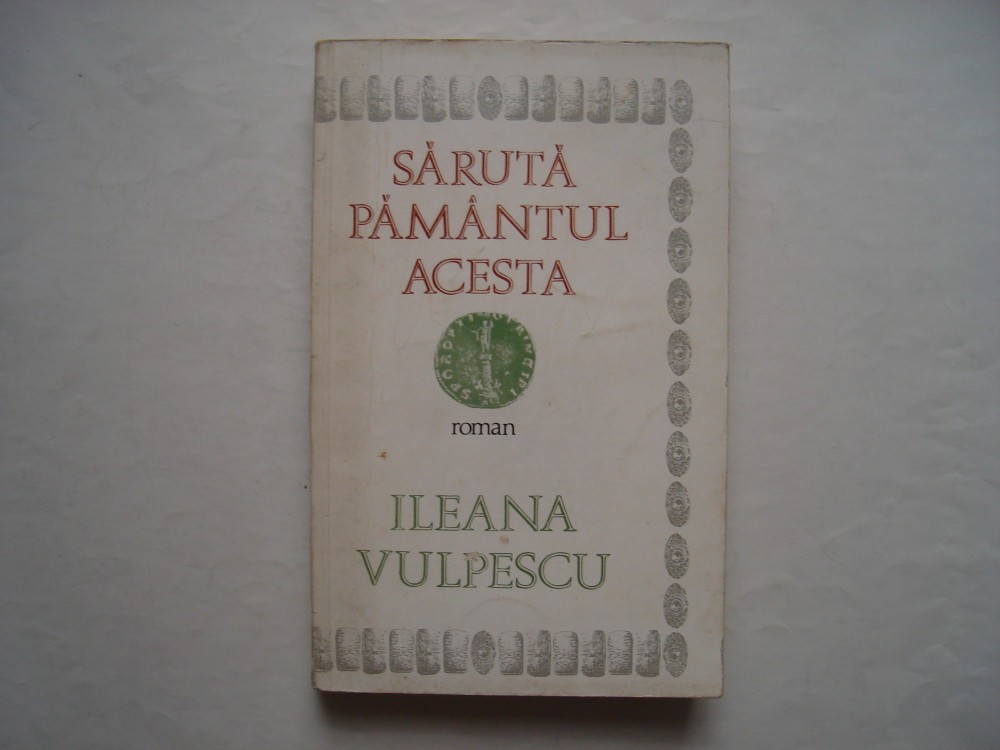 SĂRUTĂ
PĂMÂNTUL
ACESTA
roman
ILEANA
VULPESCU